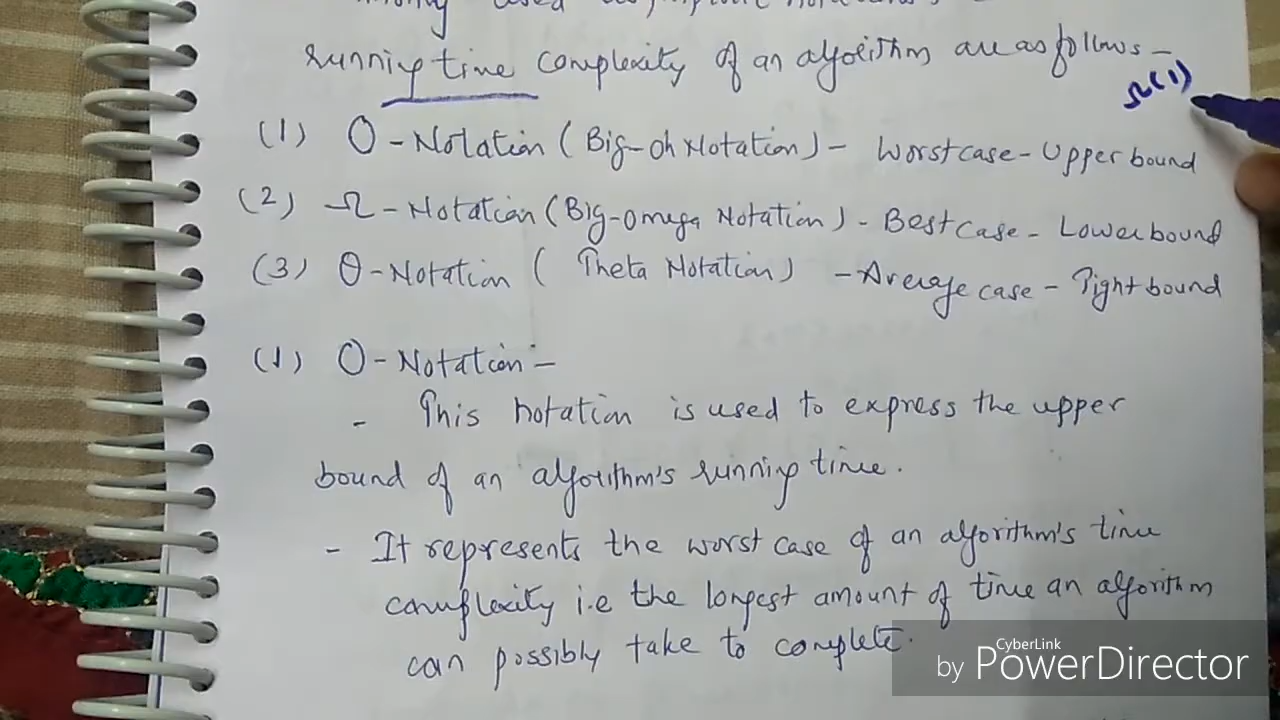 used
running time complexity of an algorithm are as follows -
Ω(1)
(1) O - Notation (Big-oh Notation) - Worst case - Upper bound
(2) Ω - Notation (Big-omega Notation) - Best Case - Lower bound
(3) θ - Notation ( Theta Notation) - Average case - Tight bound
(1) O - Notation -
- This notation is used to express the upper
bound of an algorithm's running time.
- It represents the worst case of an algorithm's time
complexity i.e the longest amount of time an algorithm
can possibly take to complete.
CyberLink
by PowerDirector